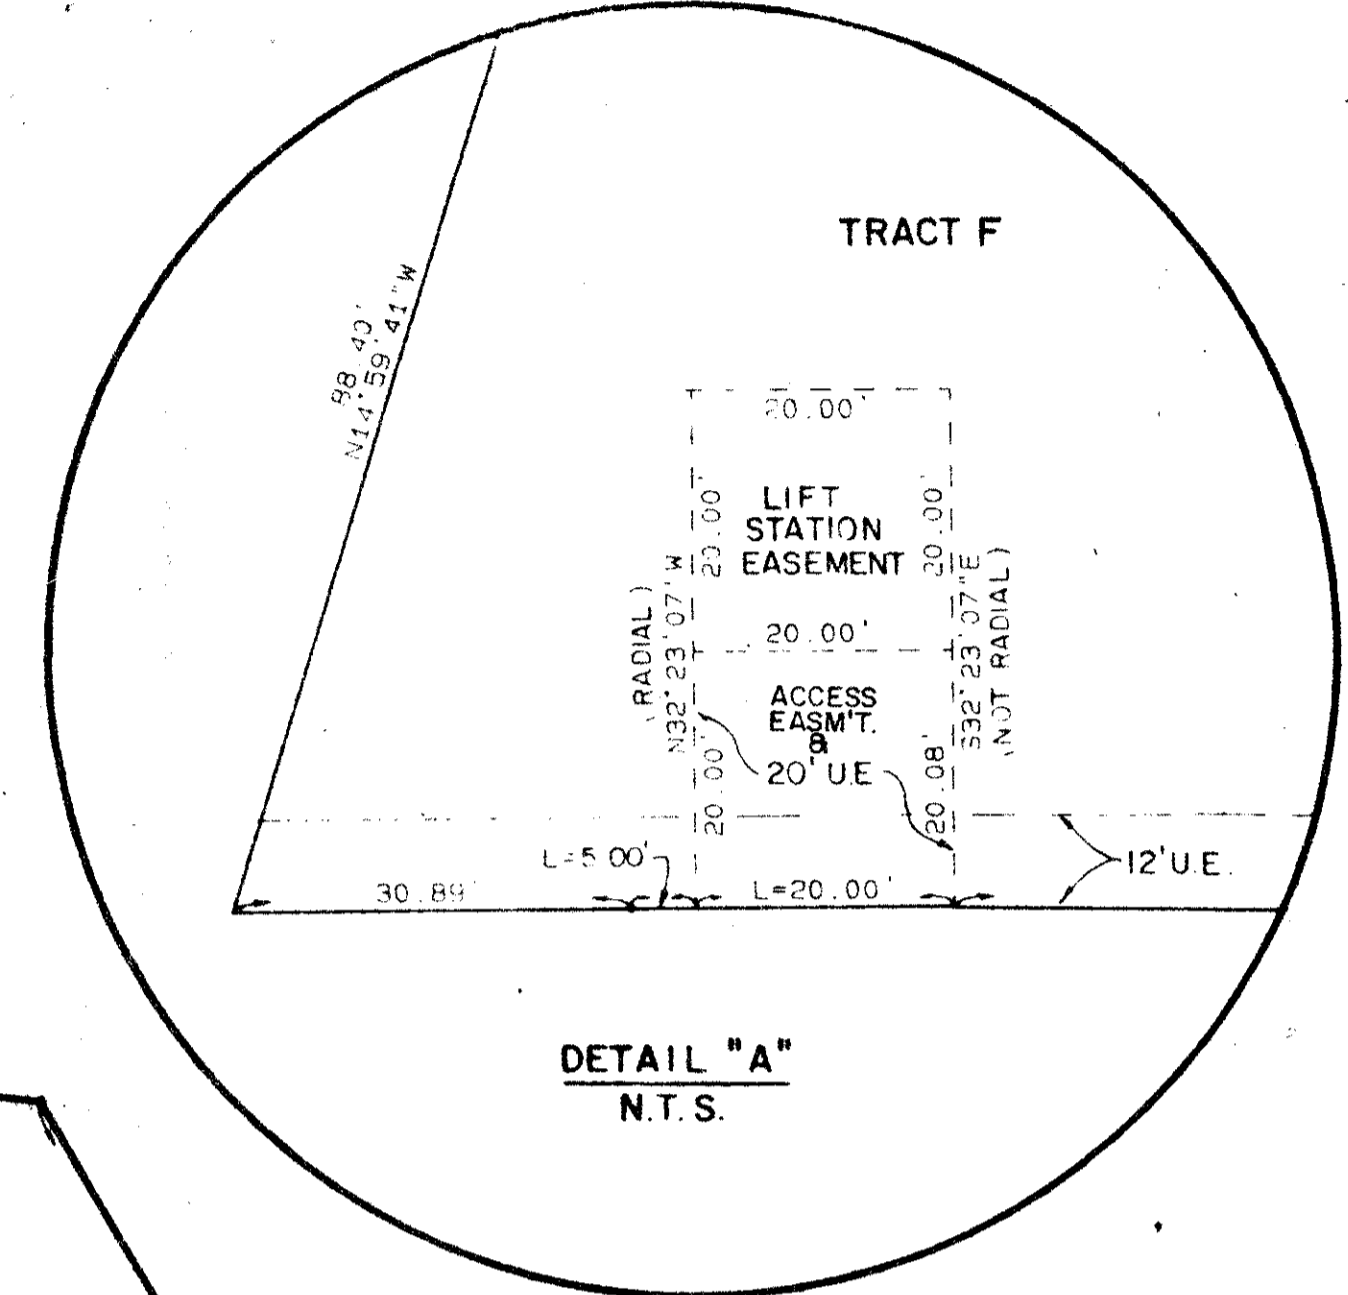 TRACT F
88.40'
N14°59'41"W
20.00'
20.00'
LIFT
STATION
EASEMENT
20.00'
N32°23'07"W
(RADIAL)
S32°23'07"E
(NOT RADIAL)
20.00'
ACCESS
EASM'T.
&
20' U.E
20.00'
20.08'
12' U.E.
L=5.00'
30.89'
L=20.00'
DETAIL "A"
N.T.S.